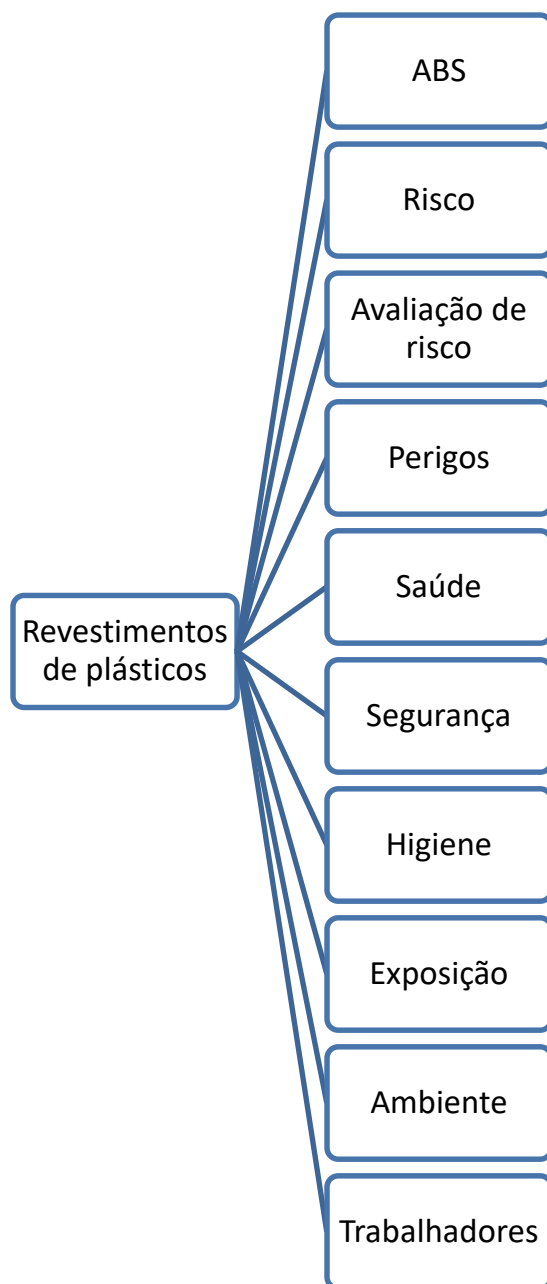 ABS
Risco
Avaliação de
risco
Perigos
Saúde
Revestimentos
de plásticos
Segurança
Higiene
Exposição
Ambiente
Trabalhadores